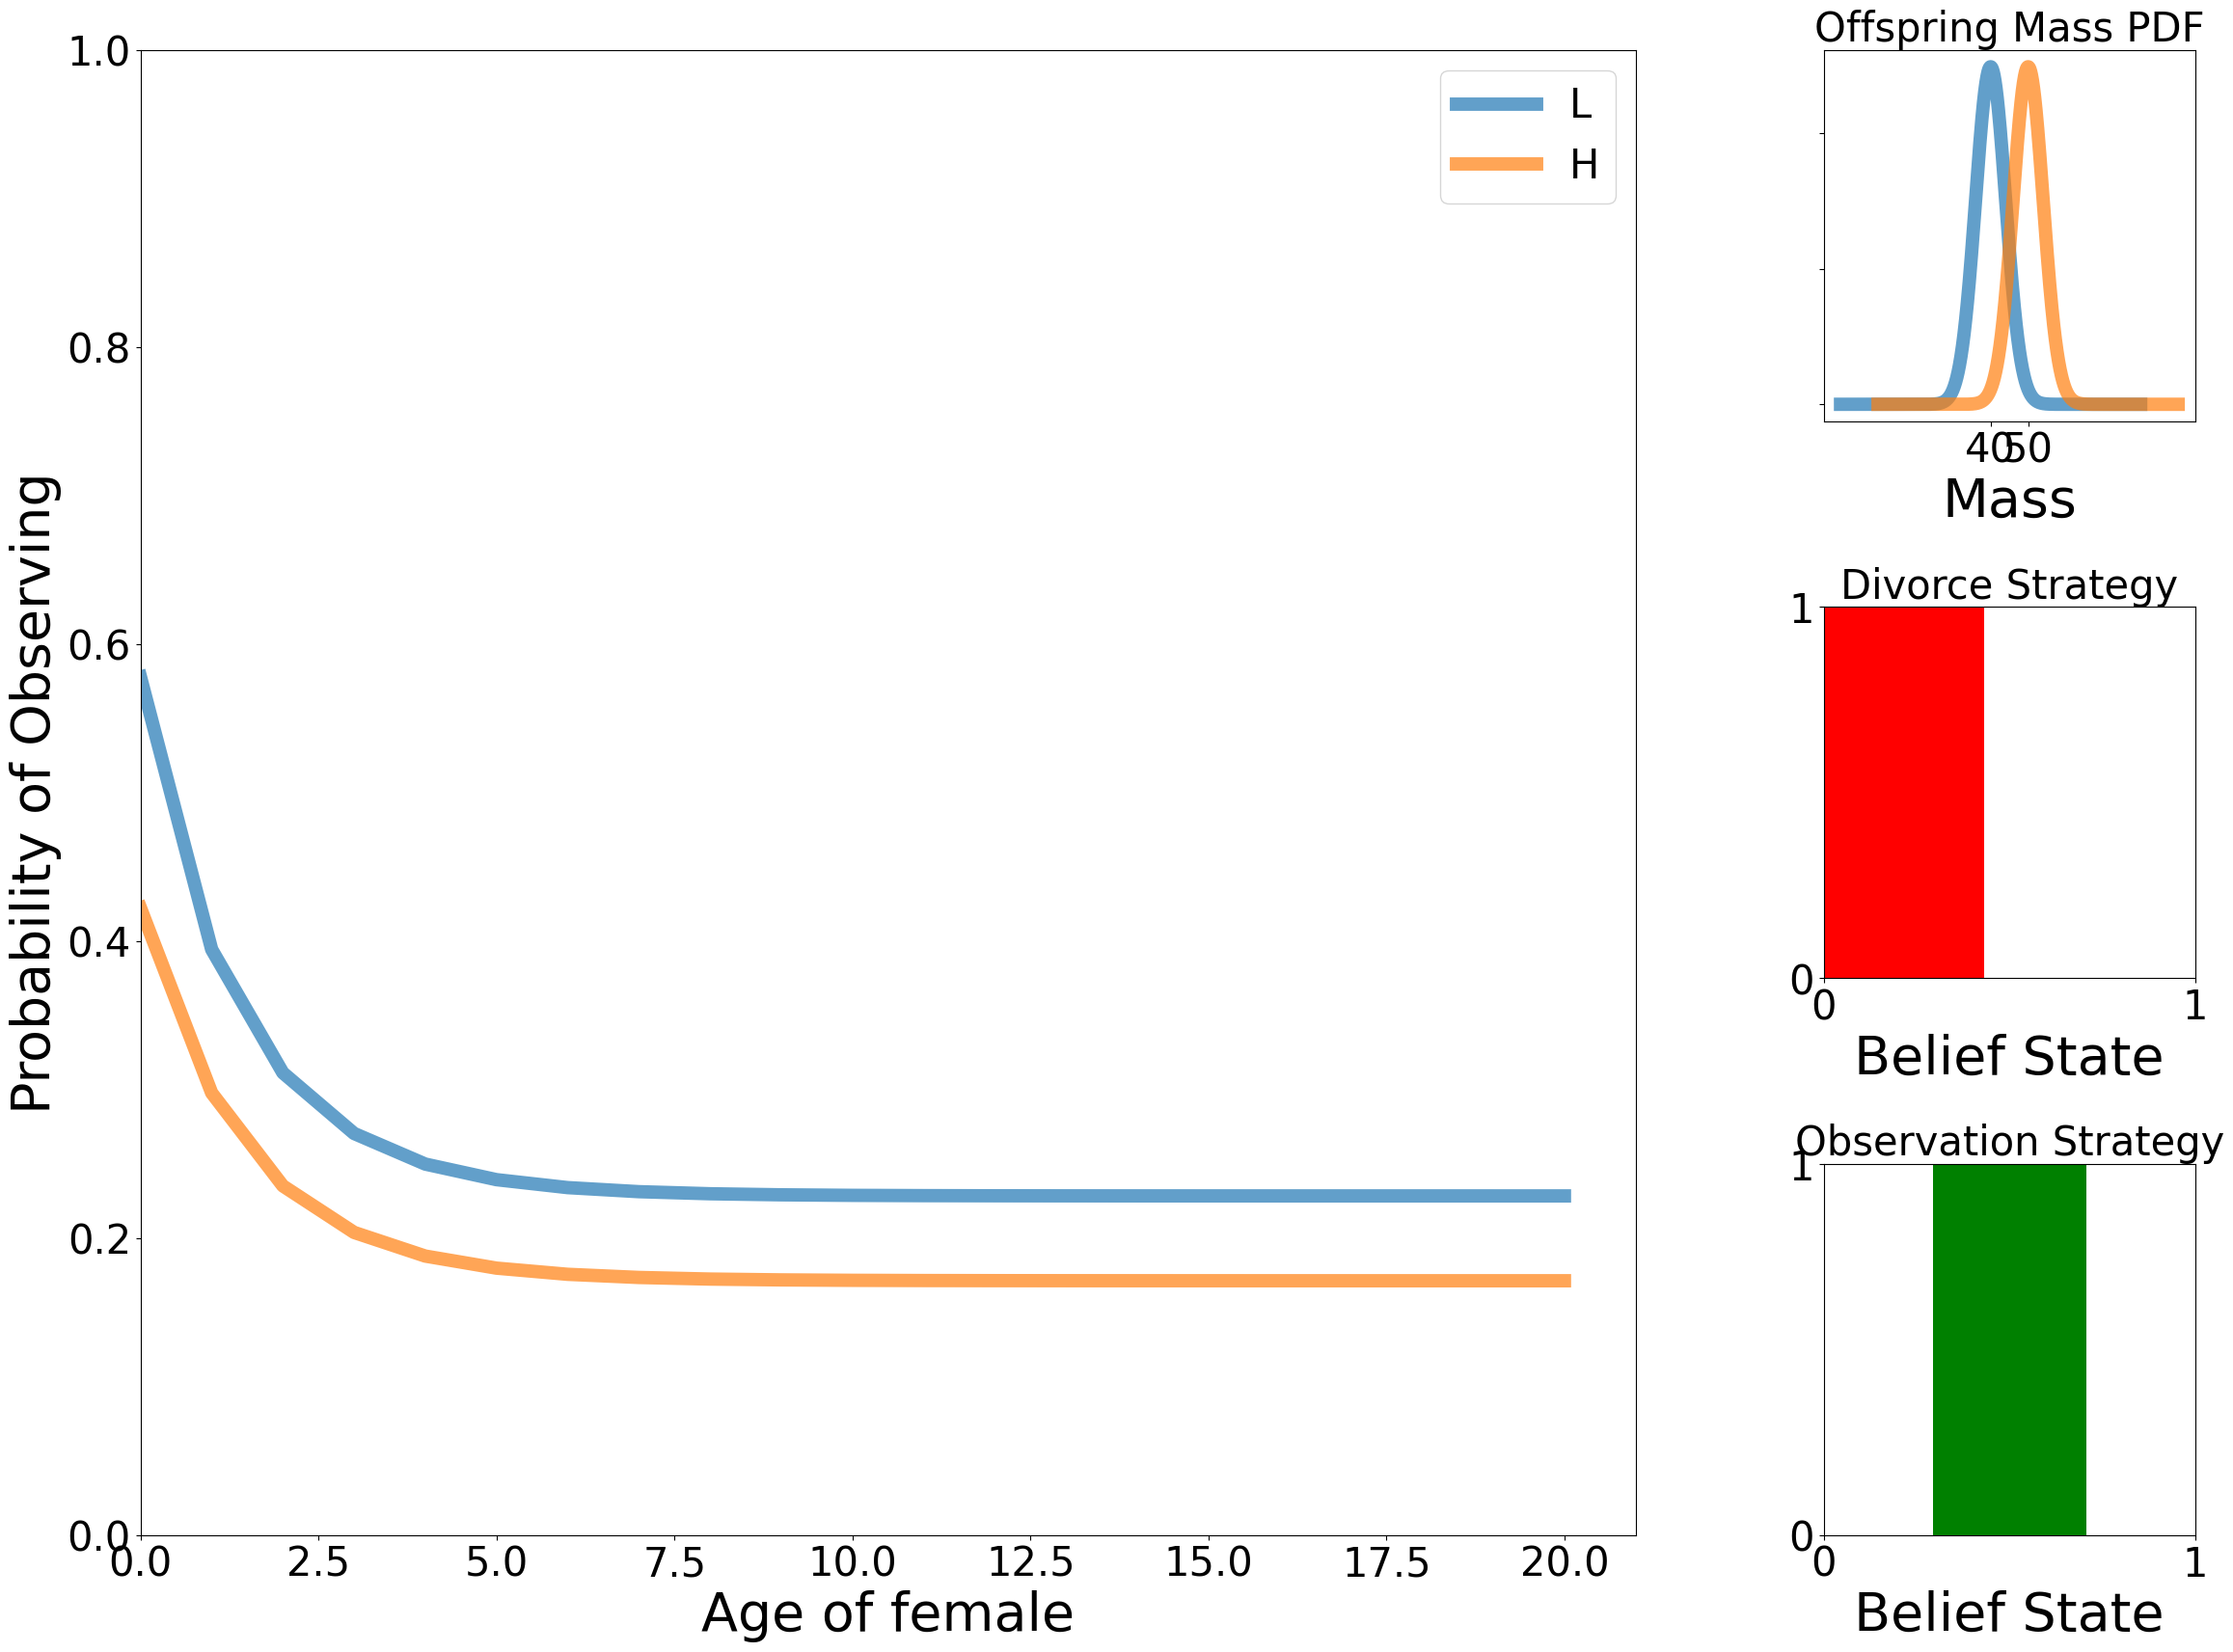 1.0
0.8
0.6
0.4
0.2
0.0
Probability of Observing
0.0 2.5 5.0 7.5 10.0 12.5 15.0 17.5 20.0
Age of female
L
H
Offspring Mass PDF
40 50
Mass
Divorce Strategy
1
0
0 1
Belief State
Observation Strategy
1
0
0 1
Belief State